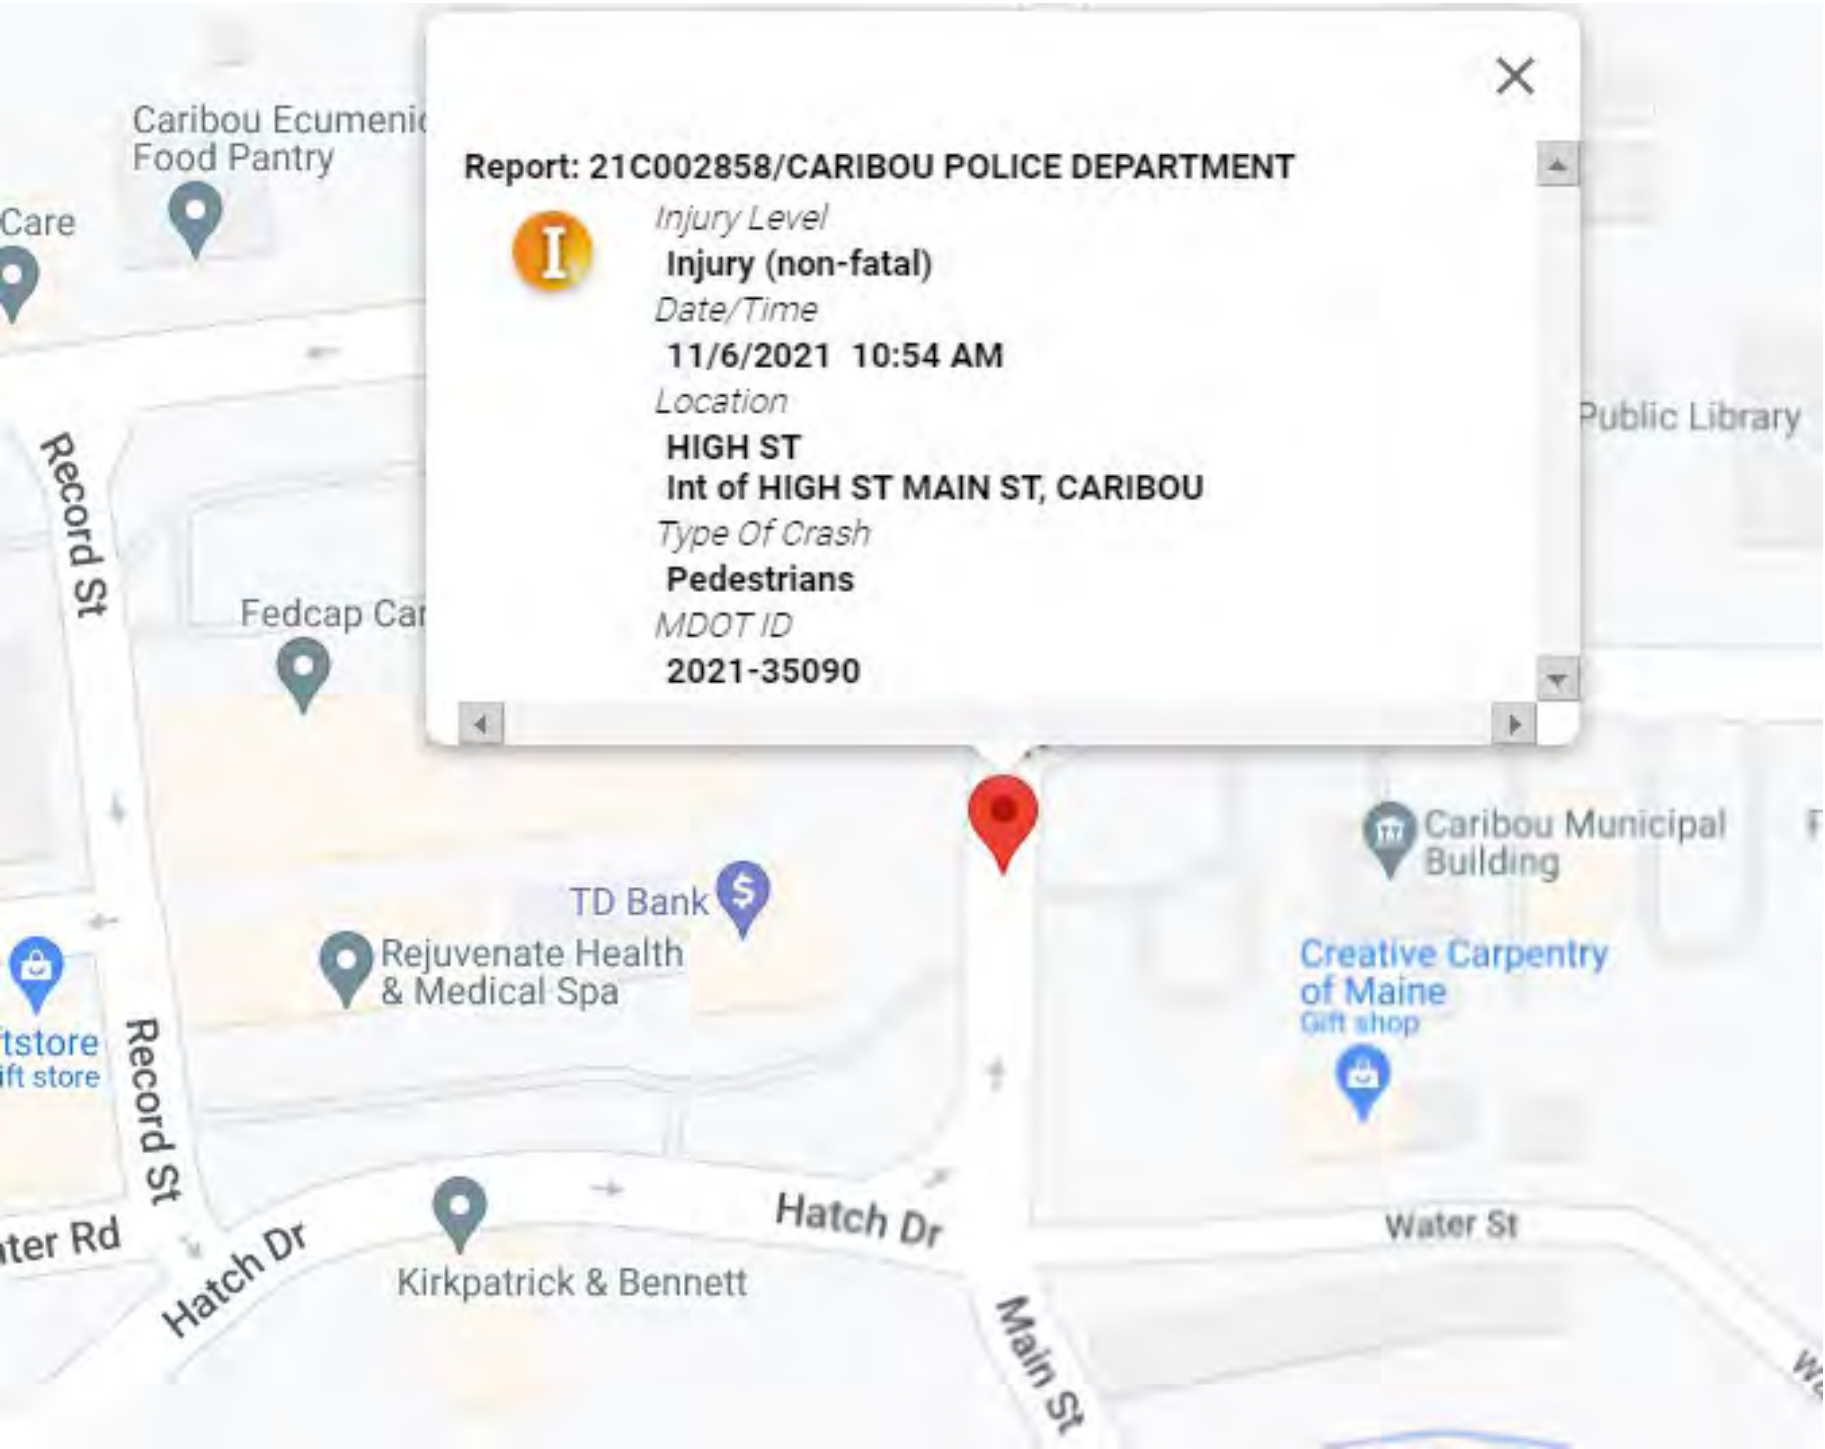 Caribou Ecumenic
Food Pantry
Care
Report: 21C002858/CARIBOU POLICE DEPARTMENT
I
Injury Level
Injury (non-fatal)
Date/Time
11/6/2021 10:54 AM
Location
HIGH ST
Int of HIGH ST MAIN ST, CARIBOU
Type Of Crash
Pedestrians
MDOT ID
2021-35090
Public Library
Record St
Fedcap Car
TD Bank
$
Rejuvenate Health
& Medical Spa
Caribou Municipal
Building
F
Creative Carpentry
of Maine
Gift shop
tstore
ift store
Record St
ter Rd
Hatch Dr
Hatch Dr
Water St
Kirkpatrick & Bennett
Main St
Wa